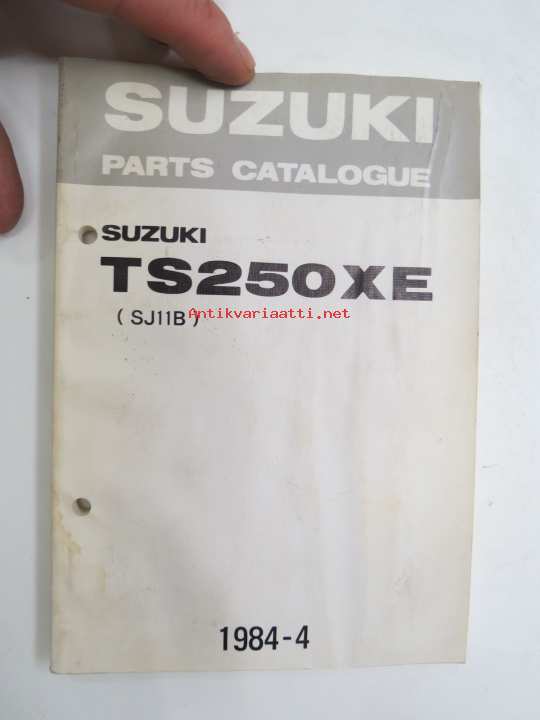 SUZUKI
PARTS CATALOGUE
SUZUKI
TS250XE
( SJ11B )
Antikvariaatti.net
1984-4